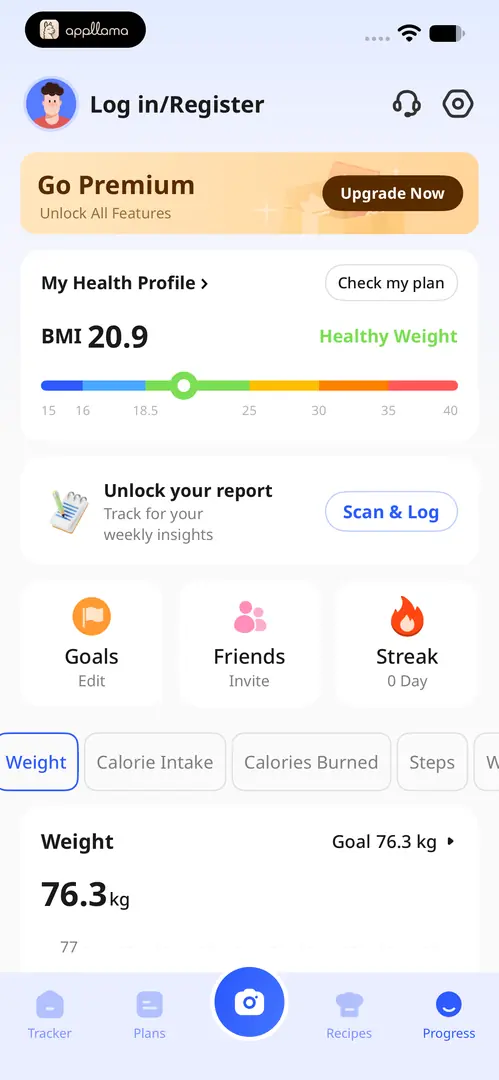 appllama
Log in/Register
Go Premium
Unlock All Features
Upgrade Now
My Health Profile
Check my plan
BMI 20.9
Healthy Weight
15 16 18.5 25 30 35 40
Unlock your report
Track for your
weekly insights
Scan & Log
Goals
Edit
Friends
Invite
Streak
0 Day
Weight
Calorie Intake
Calories Burned
Steps
W
Weight
Goal 76.3 kg
76.3 kg
77
Tracker
Plans
Recipes
Progress